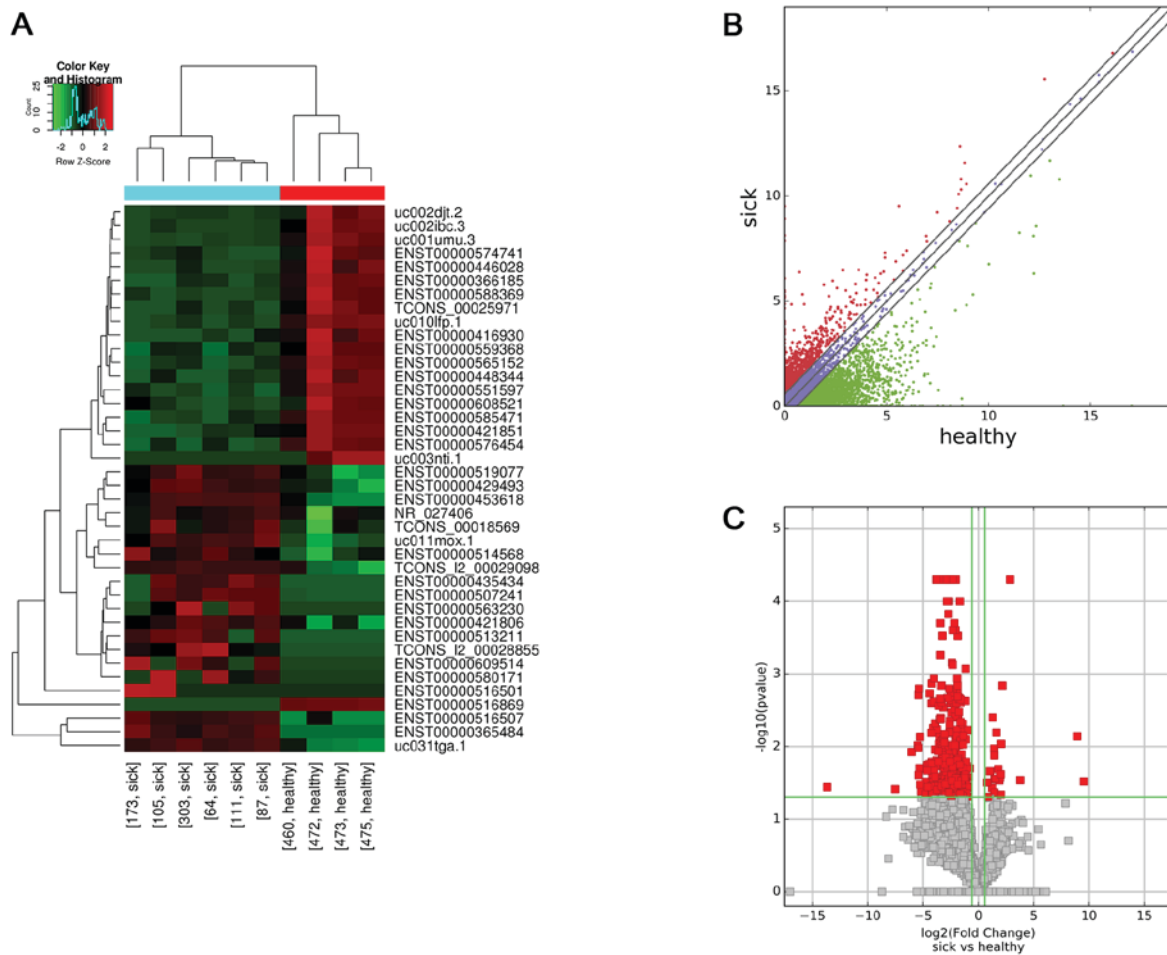 A
Color Key
and Histogram
Count
0 10 25
-2 0 1 2
Row Z-Score
uc002djt.2
uc002ibc.3
uc001umu.3
ENST00000574741
ENST00000446028
ENST00000366185
ENST00000588369
TCONS_00025971
uc010lfp.1
ENST00000416930
ENST00000559368
ENST00000565152
ENST00000448344
ENST00000551597
ENST00000608521
ENST00000585471
ENST00000421851
ENST00000576454
uc003nti.1
ENST00000519077
ENST00000429493
ENST00000453618
NR_027406
TCONS_00018569
uc011mox.1
ENST00000514568
TCONS_l2_00029098
ENST00000435434
ENST00000507241
ENST00000563230
ENST00000421806
ENST00000513211
TCONS_l2_00028855
ENST00000609514
ENST00000580171
ENST00000516501
ENST00000516869
ENST00000516507
ENST00000365484
uc031tga.1
[173, sick]
[105, sick]
[303, sick]
[64, sick]
[111, sick]
[87, sick]
[460, healthy]
[472, healthy]
[473, healthy]
[475, healthy]
B
sick
15
10
5
0
0 5 10 15
healthy
C
-log10(pvalue)
5
4
3
2
1
0
−15 −10 −5 0 5 10 15
log2(Fold Change)
sick vs healthy